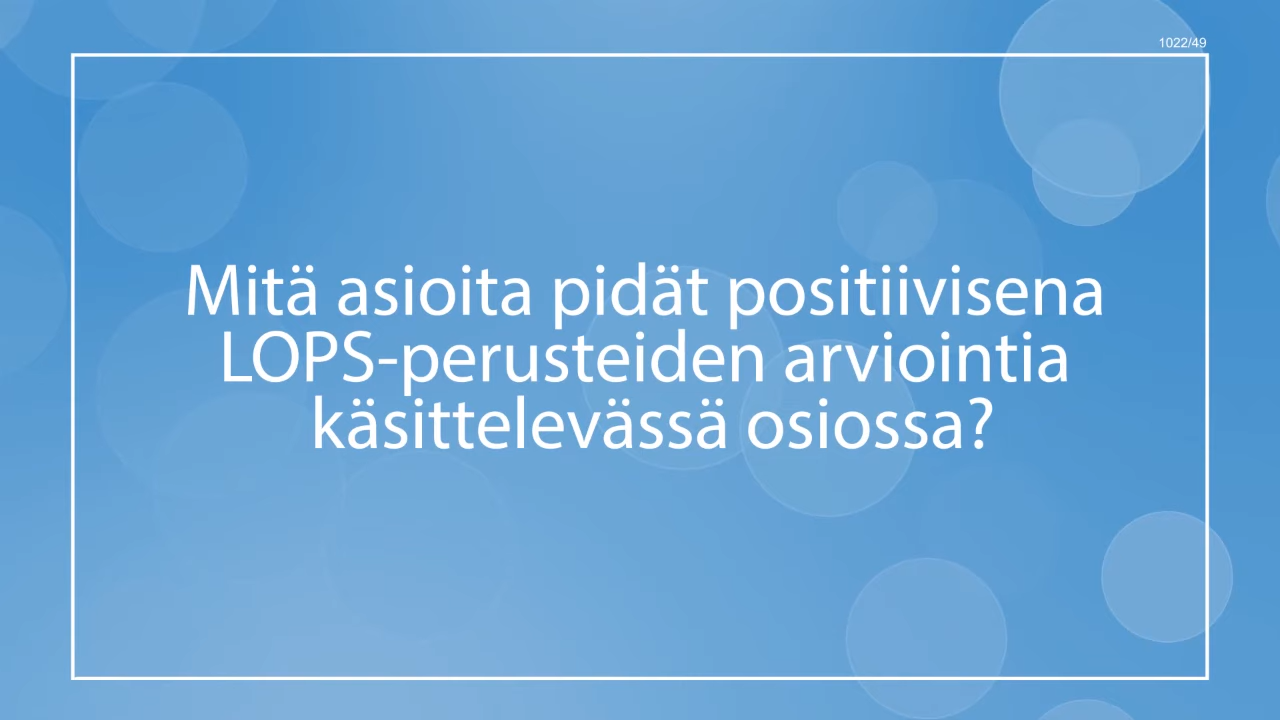 1022/49
Mitä asioita pidät positiivisena
LOPS-perusteiden arviointia
käsittelevässä osiossa?